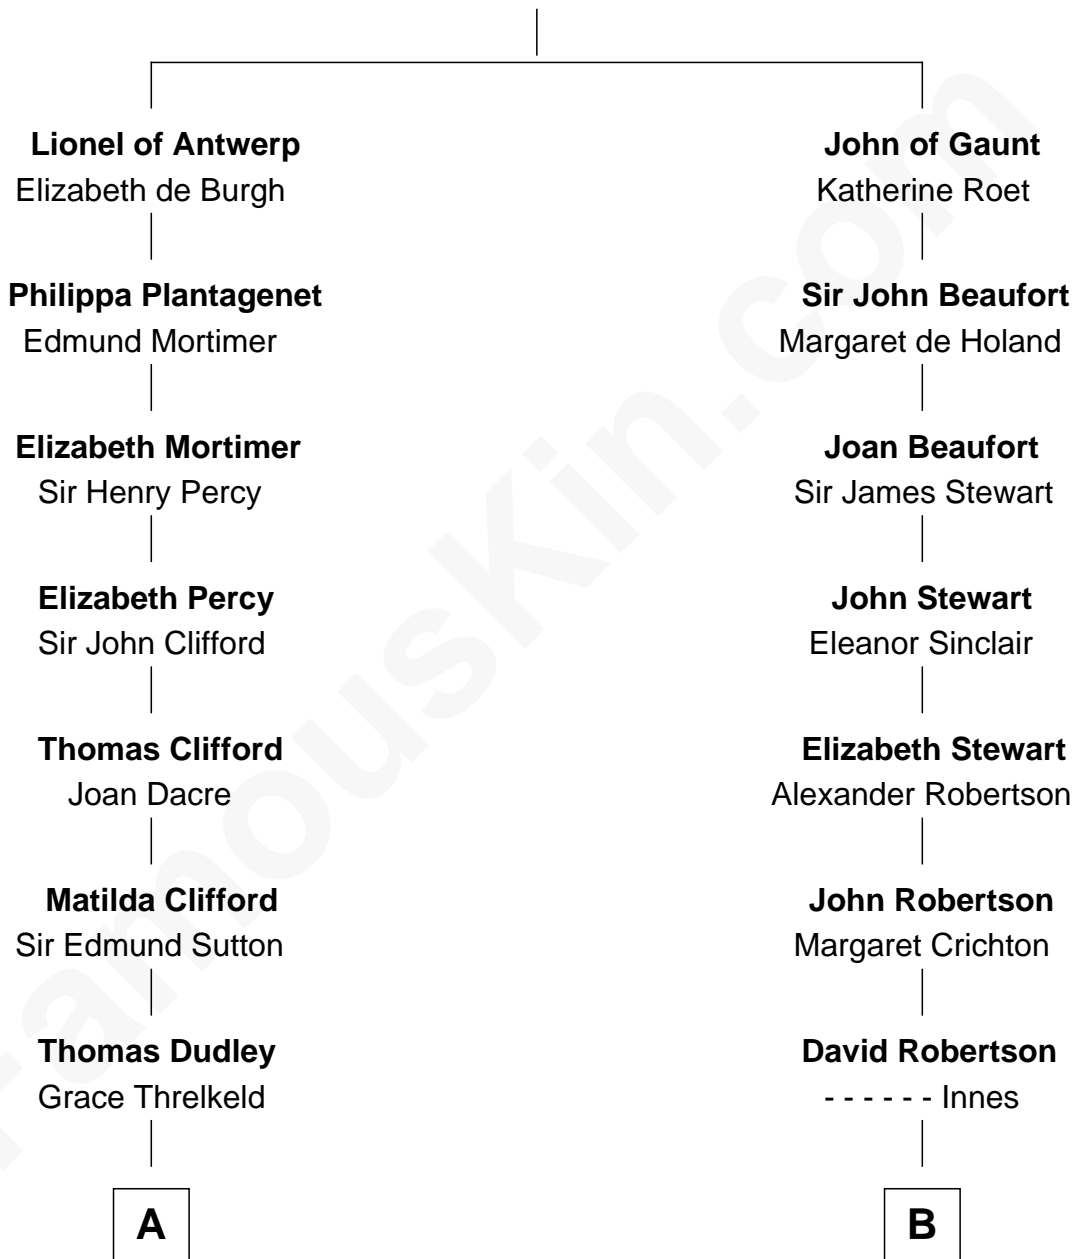 Lionel of Antwerp
Elizabeth de Burgh
Philippa Plantagenet
Edmund Mortimer
Elizabeth Mortimer
Sir Henry Percy
Elizabeth Percy
Sir John Clifford
Thomas Clifford
Joan Dacre
Matilda Clifford
Sir Edmund Sutton
Thomas Dudley
Grace Threlkeld
A
John of Gaunt
Katherine Roet
Sir John Beaufort
Margaret de Holand
Joan Beaufort
Sir James Stewart
John Stewart
Eleanor Sinclair
Elizabeth Stewart
Alexander Robertson
John Robertson
Margaret Crichton
David Robertson
- - - - - - Innes
B
FamousKin.com